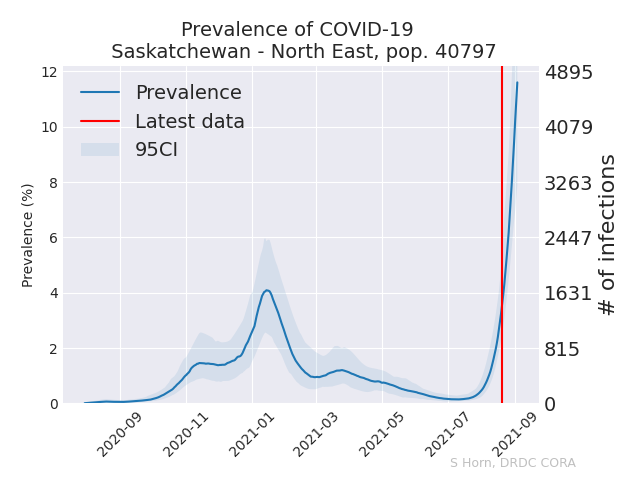 Prevalence of COVID-19
Saskatchewan - North East, pop. 40797
Prevalence
Latest data
95CI
Prevalence (%)
12
10
8
6
4
2
0
4895
4079
3263
2447
1631
815
0
# of infections
2020-09
2020-11
2021-01
2021-03
2021-05
2021-07
2021-09
S Horn, DRDC CORA